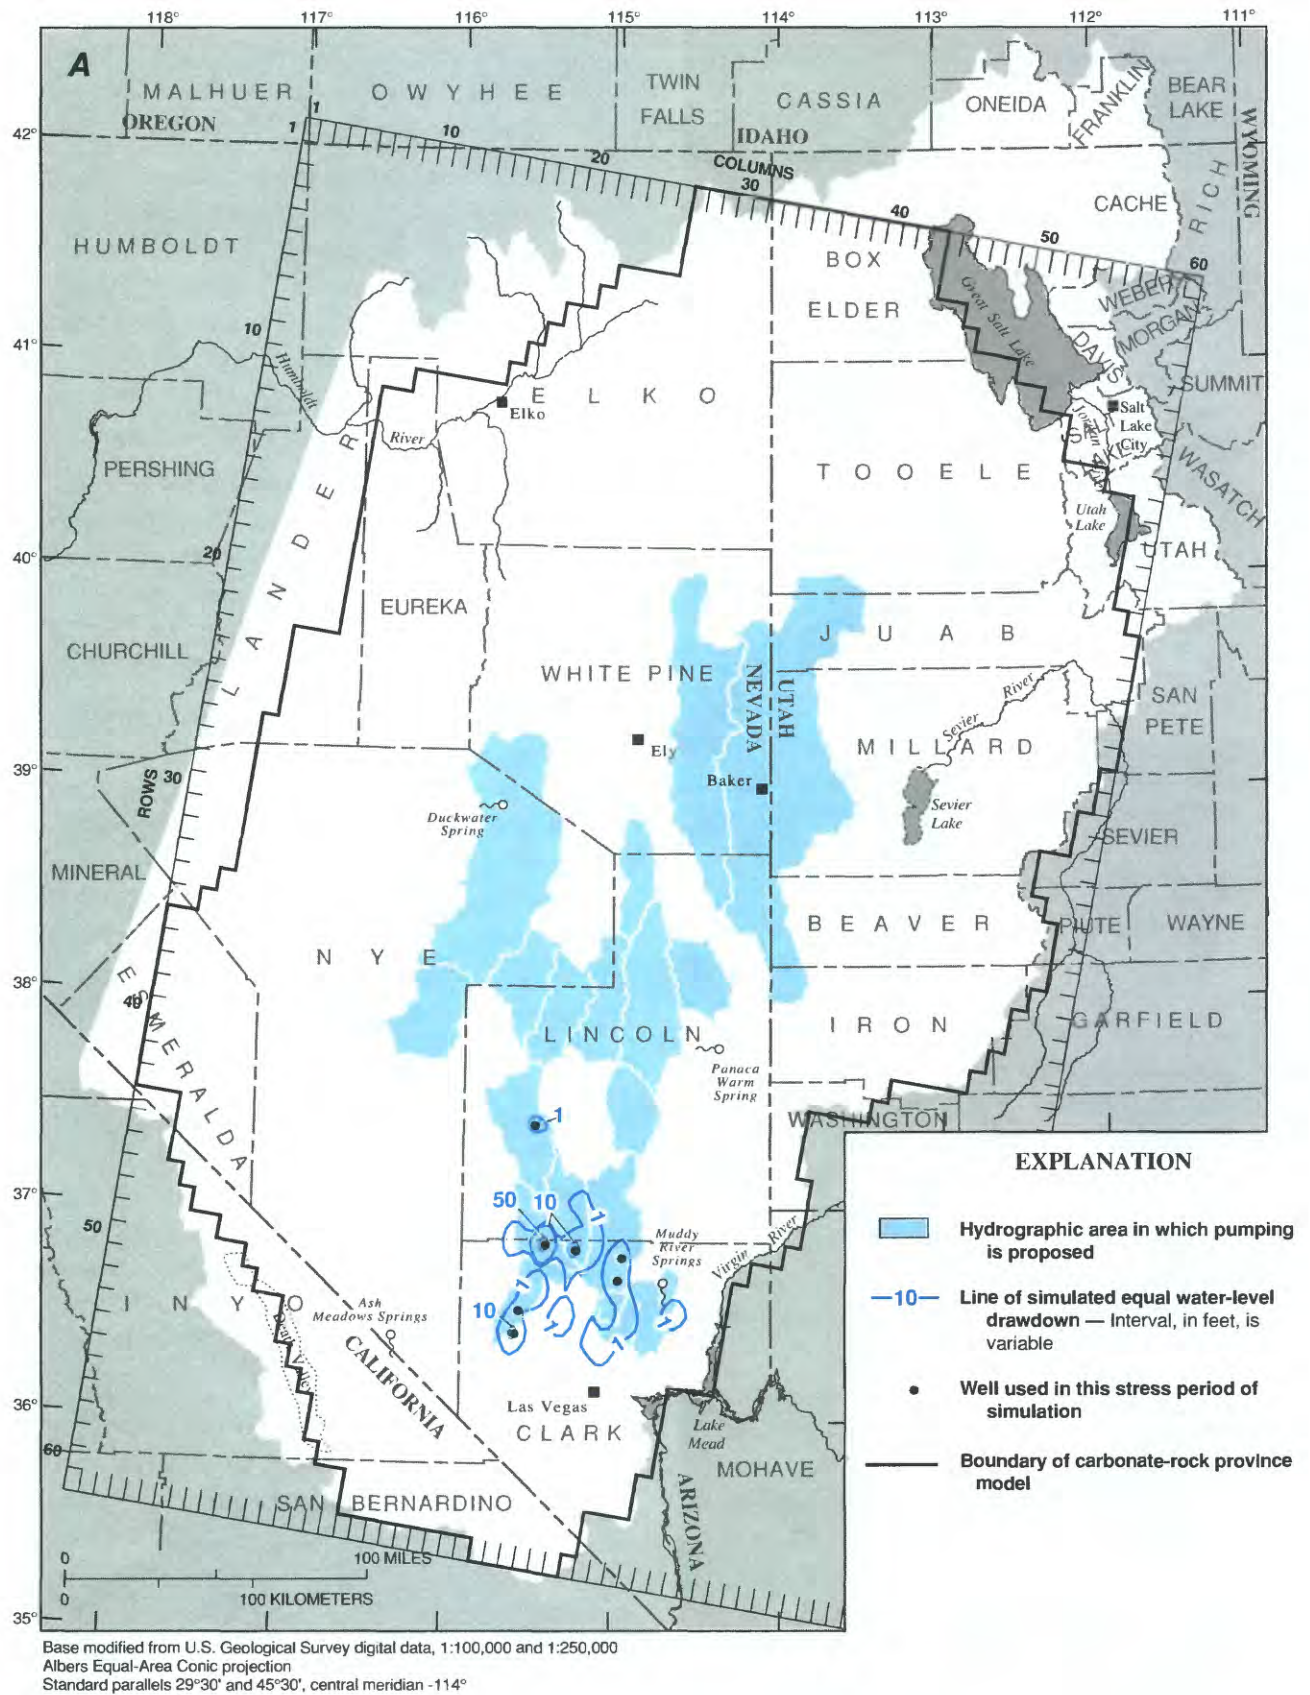 118° 117° 116° 115° 114° 113° 112° 111°
A
MALHUER
OWYHEE
TWIN
FALLS
CASSIA
ONEIDA
FRANKLIN
BEAR
LAKE
42°
OREGON
IDAHO
WYOMING
1
1
10
20
COLUMNS
30
40
50
60
RICH
CACHE
HUMBOLDT
BOX
ELDER
Great Salt Lake
WEBER
MORGAN
DAVIS
SUMMIT
10
41°
Humboldt
River
ELKO
Elko
Salt
Lake
City
Jordan
PERSHING
LANDER
TOOELE
WASATCH
Utah
Lake
UTAH
20
40°
EUREKA
CHURCHILL
JUAB
WHITE PINE
NEVADA
UTAH
SAN
PETE
Sevier
River
MILLARD
Ely
Baker
39°
ROWS
30
Duckwater
Spring
Sevier
Lake
SEVIER
MINERAL
BEAVER
PIUTE
WAYNE
NYE
38°
ESMERALDA
40
LINCOLN
IRON
GARFIELD
Panaca
Warm
Spring
1
WASHINGTON
37°
50
50
10
1
Muddy
River
Springs
Virgin
River
INYO
Ash
Meadows Springs
1
10
1
1
1
Death Valley
CALIFORNIA
36°
Las Vegas
CLARK
Lake
Mead
60
MOHAVE
ARIZONA
SAN BERNARDINO
0
100 MILES
0
100 KILOMETERS
35°
EXPLANATION
Hydrographic area in which pumping
is proposed
—10— Line of simulated equal water-level
drawdown — Interval, in feet, is
variable
Well used in this stress period of
simulation
Boundary of carbonate-rock province
model
Base modified from U.S. Geological Survey digital data, 1:100,000 and 1:250,000
Albers Equal-Area Conic projection
Standard parallels 29°30' and 45°30', central meridian -114°